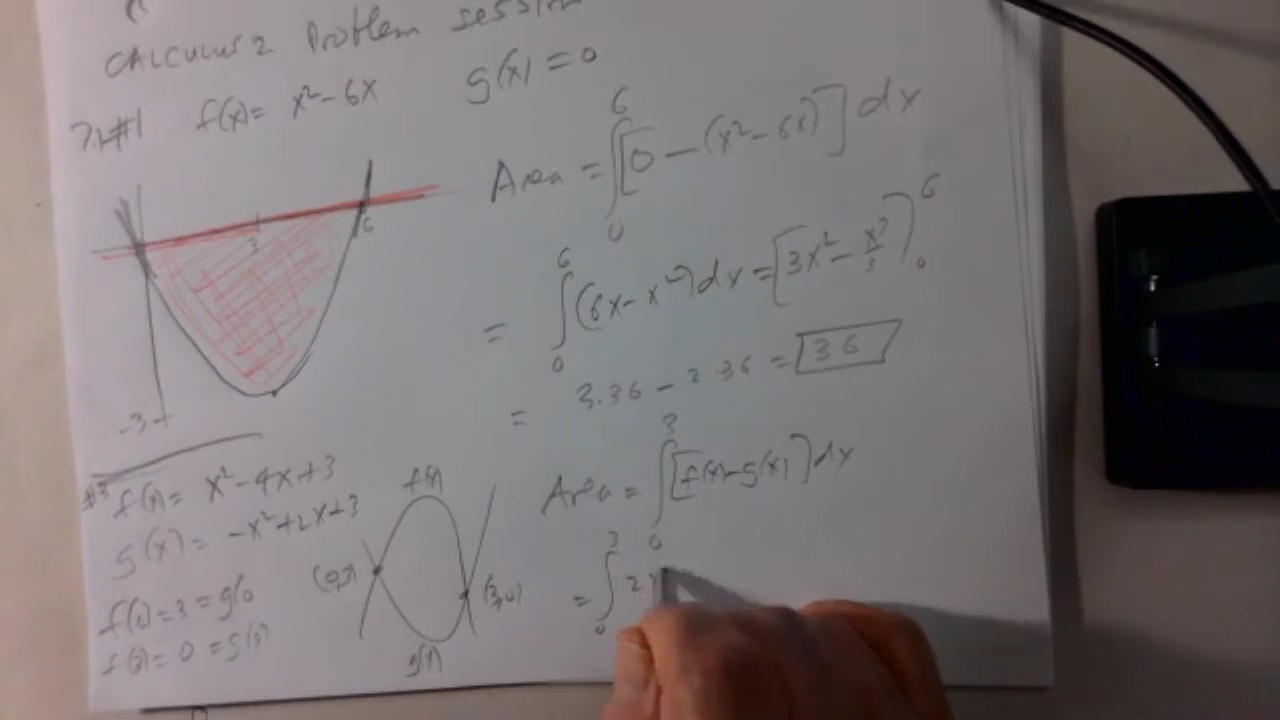 CALCULUS 2 Problem session
7.1#1 f(x)= x²-6x g(x)=0
Area = ∫₀⁶ [0-(x²-6x)] dx
= ∫₀⁶ (6x-x²)dx = [3x²- x³/3]₀⁶
= 3.36 - 2.36 = 36
3
6
-3
#3 f(x)= x²-4x+3
g(x)= -x²+2x+3
f(0)=3=g(0
f(3)=0=g(3)
f(x)
(0,3)
(3,0)
g(x)
Area = ∫₀³ [f(x)-g(x)]dx
= ∫₀³ 2